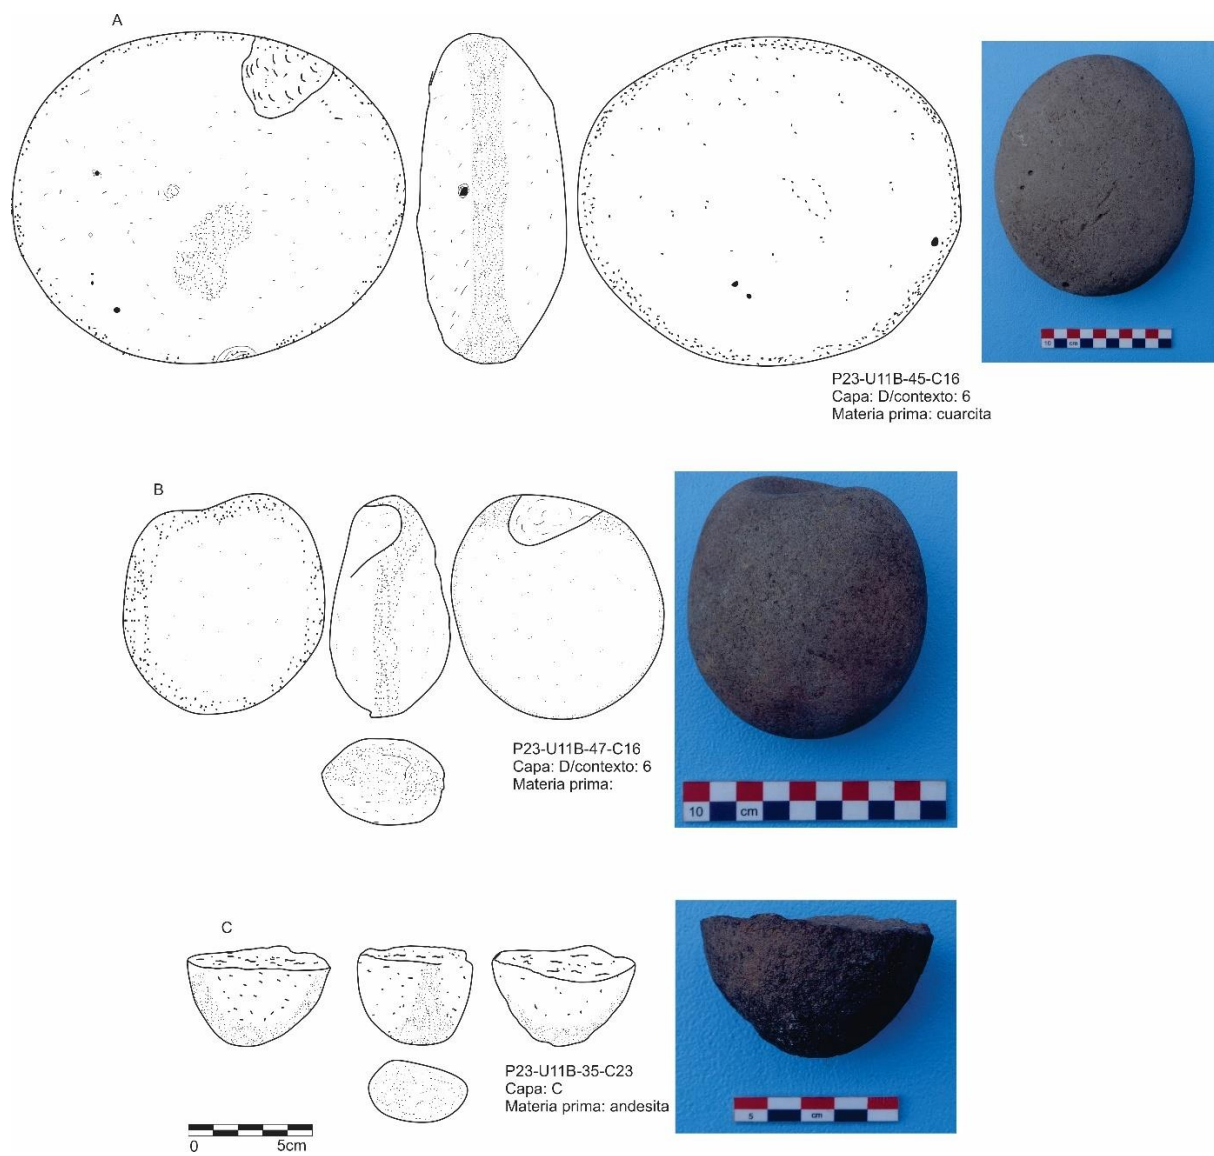 A
10 cm
P23-U11B-45-C16
Capa: D/contexto: 6
Materia prima: cuarcita
B
P23-U11B-47-C16
Capa: D/contexto: 6
Materia prima:
10 cm
C
P23-U11B-35-C23
Capa: C
Materia prima: andesita
5 cm
0 5cm